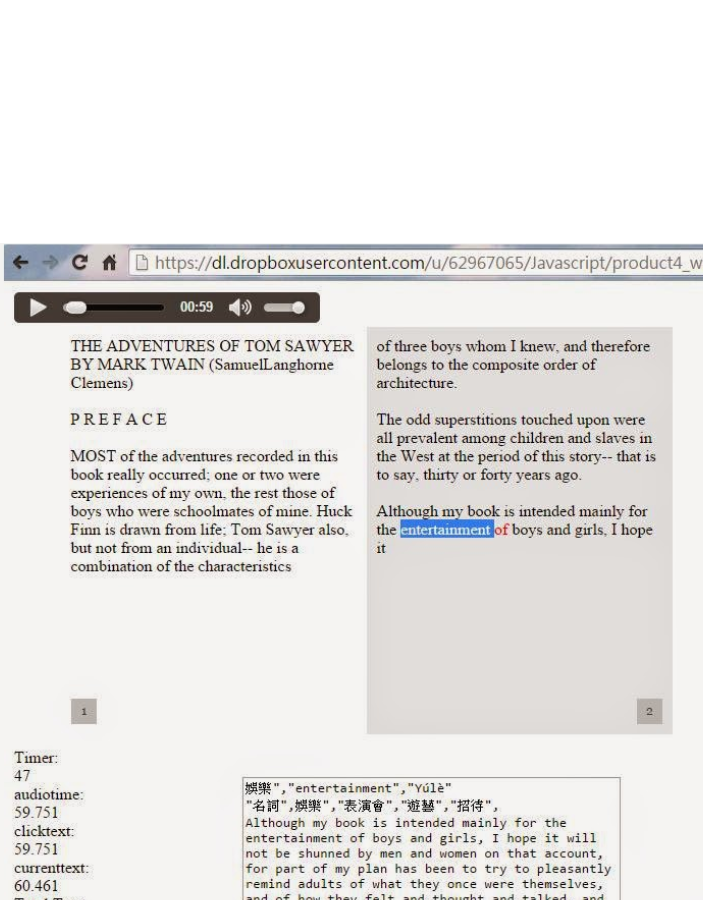 https://dl.dropboxusercontent.com/u/62967065/Javascript/product4_w
00:59
THE ADVENTURES OF TOM SAWYER
BY MARK TWAIN (SamuelLanghorne
Clemens)
P R E F A C E
MOST of the adventures recorded in this
book really occurred; one or two were
experiences of my own, the rest those of
boys who were schoolmates of mine. Huck
Finn is drawn from life; Tom Sawyer also,
but not from an individual-- he is a
combination of the characteristics
1
of three boys whom I knew, and therefore
belongs to the composite order of
architecture.
The odd superstitions touched upon were
all prevalent among children and slaves in
the West at the period of this story-- that is
to say, thirty or forty years ago.
Although my book is intended mainly for
the entertainment of boys and girls, I hope
it
2
Timer:
47
audiotime:
59.751
clicktext:
59.751
currenttext:
60.461
娛樂","entertainment","Yúlè"
"名詞",娛樂","表演會","遊藝","招待",
Although my book is intended mainly for the
entertainment of boys and girls, I hope it will
not be shunned by men and women on that account,
for part of my plan has been to try to pleasantly
remind adults of what they once were themselves,
and of how they felt and thought and talked, and